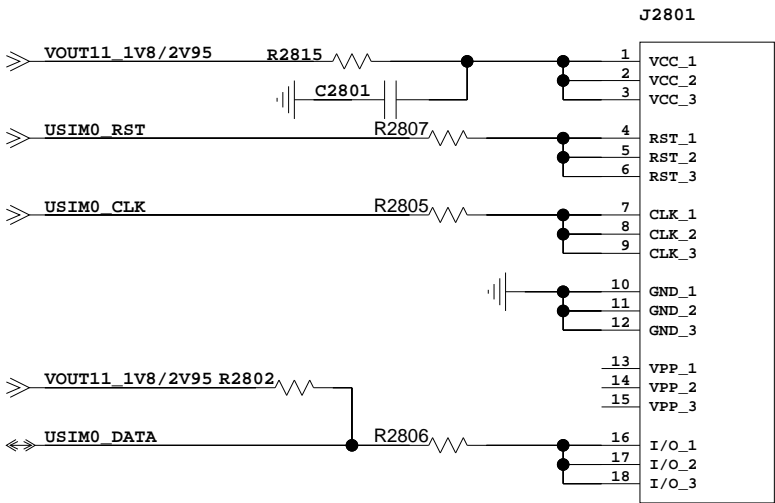 J2801
VOUT11_1V8/2V95 R2815 1 VCC_1
2 VCC_2
C2801 3 VCC_3
USIM0_RST R2807 4 RST_1
5 RST_2
6 RST_3
USIM0_CLK R2805 7 CLK_1
8 CLK_2
9 CLK_3
10 GND_1
11 GND_2
12 GND_3
13 VPP_1
VOUT11_1V8/2V95 R2802 14 VPP_2
15 VPP_3
USIM0_DATA R2806 16 I/O_1
17 I/O_2
18 I/O_3